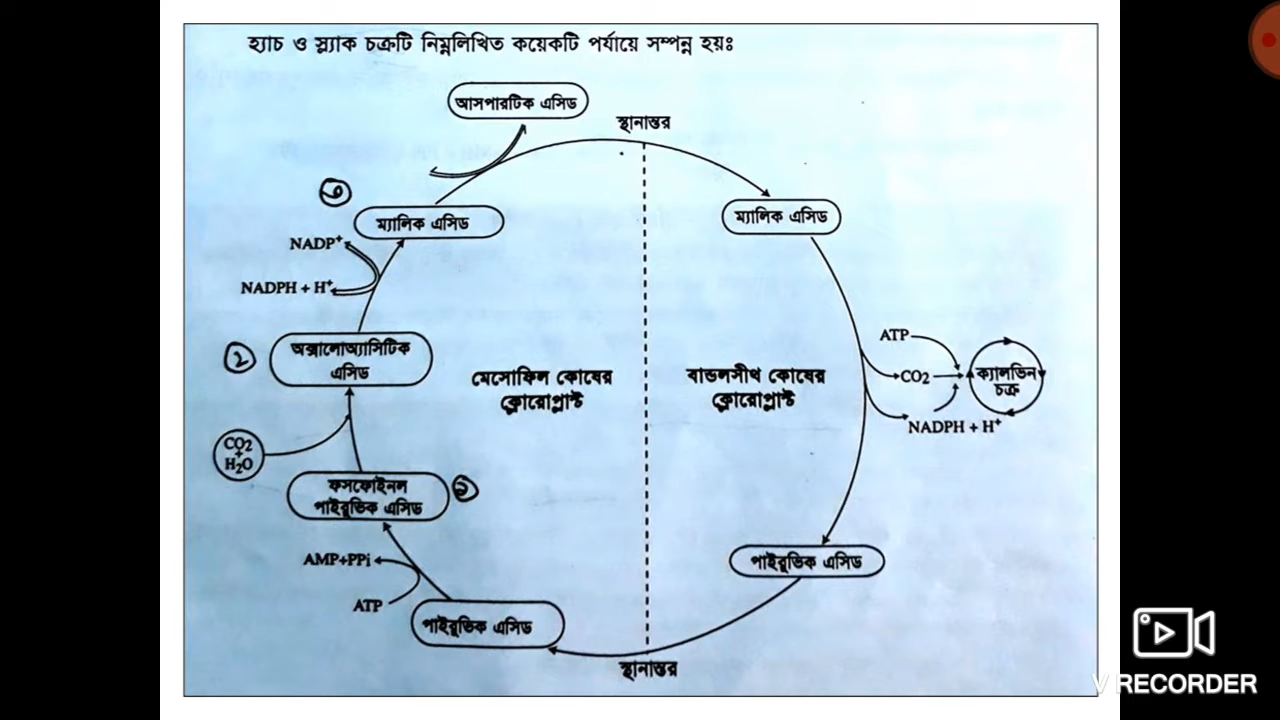 হ্যাচ ও স্ল্যাক চক্রটি নিম্নলিখিত কয়েকটি পর্যায়ে সম্পন্ন হয়ঃ
আসপারটিক এসিড
স্থানান্তর
৩
ম্যালিক এসিড
ম্যালিক এসিড
NADP⁺
NADPH + H⁺
ATP
২
অক্সালোঅ্যাসিটিক
এসিড
মেসোফিল কোষের
ক্লোরোপ্লাস্ট
বান্ডলসীথ কোষের
ক্লোরোপ্লাস্ট
CO2
ক্যালভিন
চক্র
NADPH + H⁺
CO2
+
H2O
ফসফোইনল
পাইরুভিক এসিড
১
AMP+PPi
ATP
পাইরুভিক এসিড
পাইরুভিক এসিড
স্থানান্তর
V RECORDER